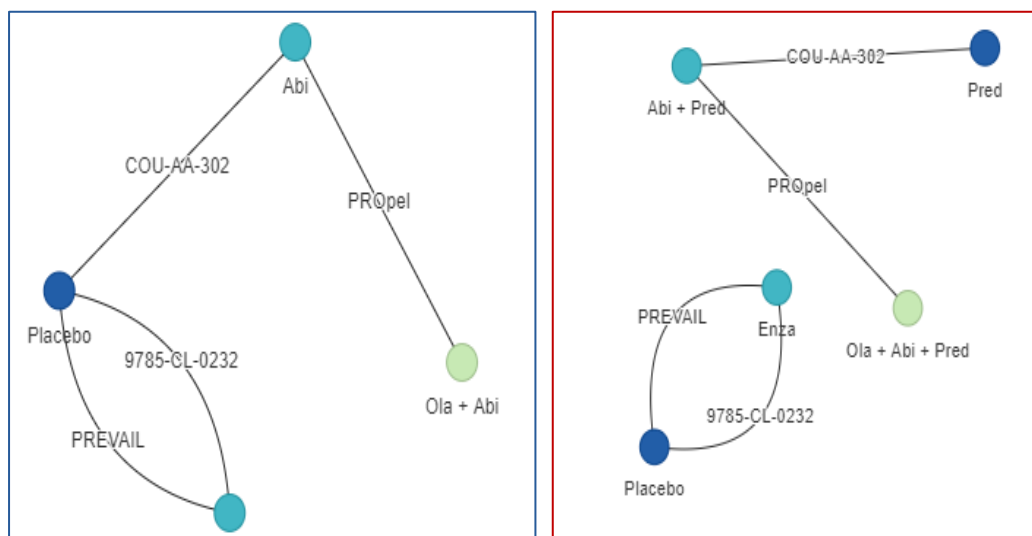 Abi
COU-AA-302
PROpel
Placebo
9785-CL-0232
Ola + Abi
PREVAIL
COU-AA-302
Pred
Abi + Pred
PROpel
PREVAIL
Enza
Ola + Abi + Pred
9785-CL-0232
Placebo